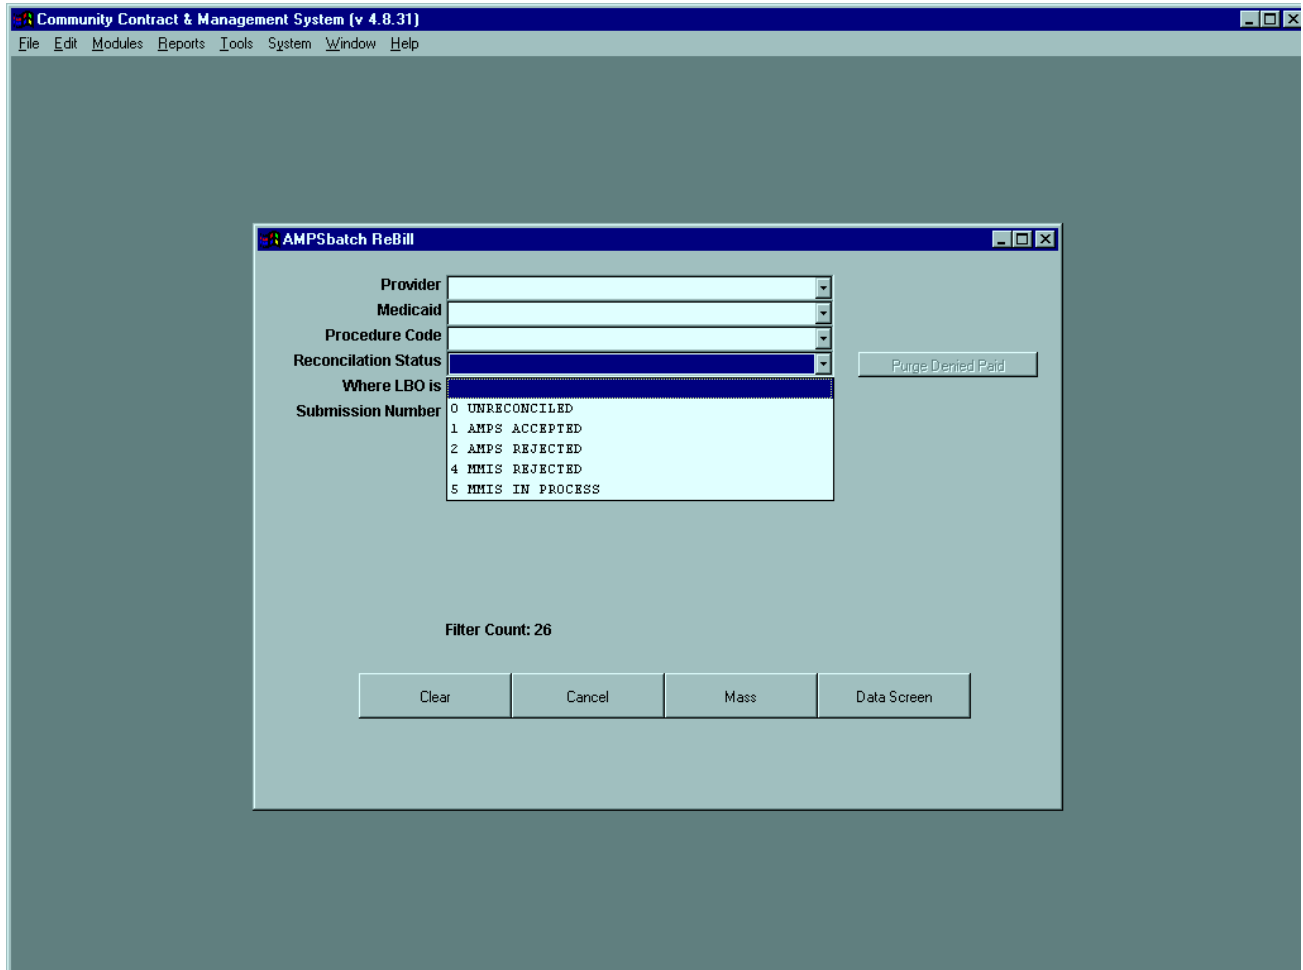 Community Contract & Management System (v 4.8.31)
File Edit Modules Reports Tools System Window Help
AMPSbatch ReBill
Provider
Medicaid
Procedure Code
Reconcilation Status
Purge Denied Paid
Where LBO is
Submission Number
0 UNRECONCILED
1 AMPS ACCEPTED
2 AMPS REJECTED
4 MMIS REJECTED
5 MMIS IN PROCESS
Filter Count: 26
Clear Cancel Mass Data Screen